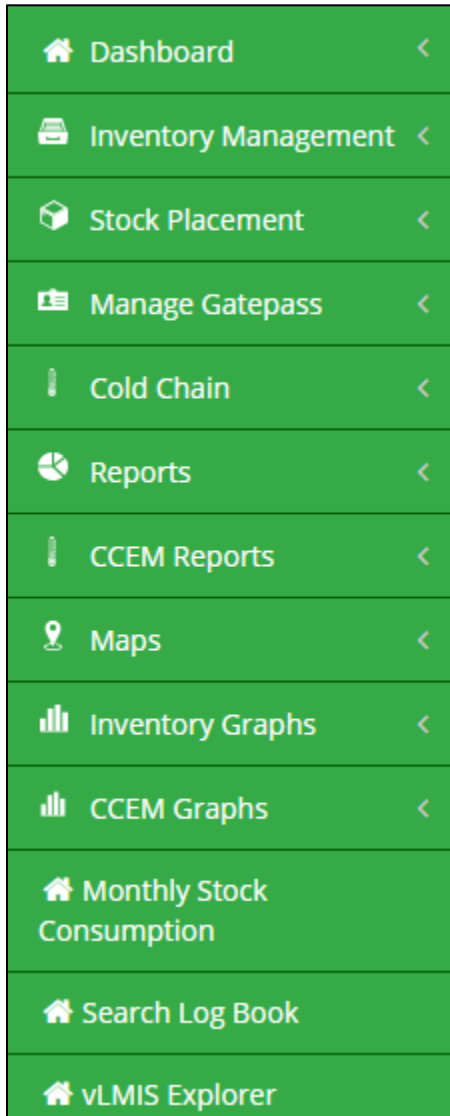 Dashboard
Inventory Management
Stock Placement
Manage Gatepass
Cold Chain
Reports
CCEM Reports
Maps
Inventory Graphs
CCEM Graphs
Monthly Stock
Consumption
Search Log Book
vLMIS Explorer